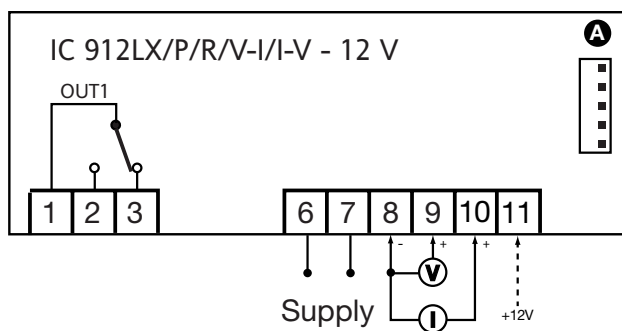 IC 912LX/P/R/V-I/I-V - 12 V
A
OUT1
1 2 3 6 7 8 9 10 11
- + +
V
Supply I +12V